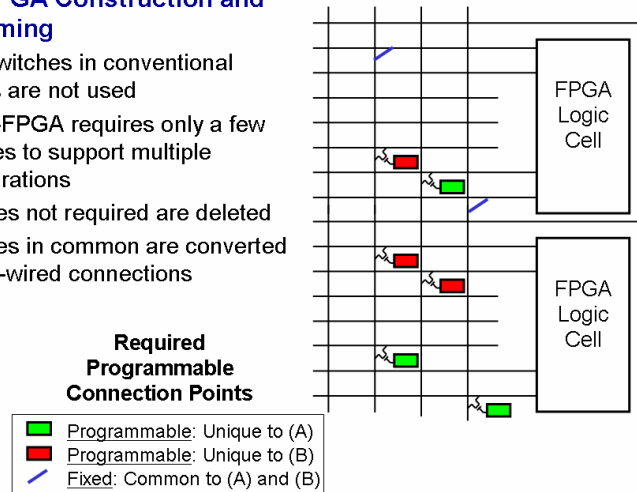 GA Construction and
ming
witches in conventional
s are not used
-FPGA requires only a few
es to support multiple
rations
es not required are deleted
es in common are converted
-wired connections
Required
Programmable
Connection Points
Programmable: Unique to (A)
Programmable: Unique to (B)
Fixed: Common to (A) and (B)
FPGA
Logic
Cell
FPGA
Logic
Cell